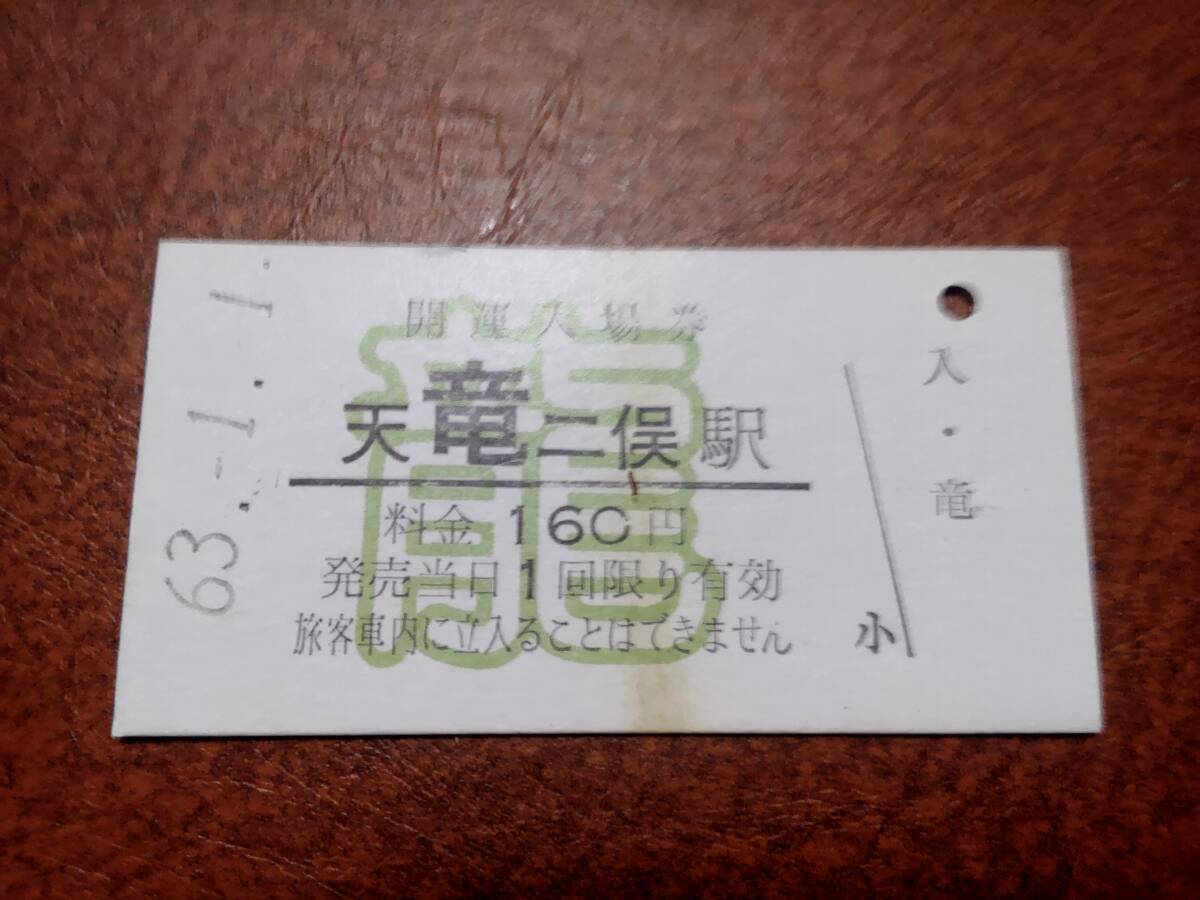 63.-1.-1.
龍
開運入場券
天竜二俣駅
料金160円
発売当日1回限り有効
旅客車内に立入ることはできません
小
入・竜